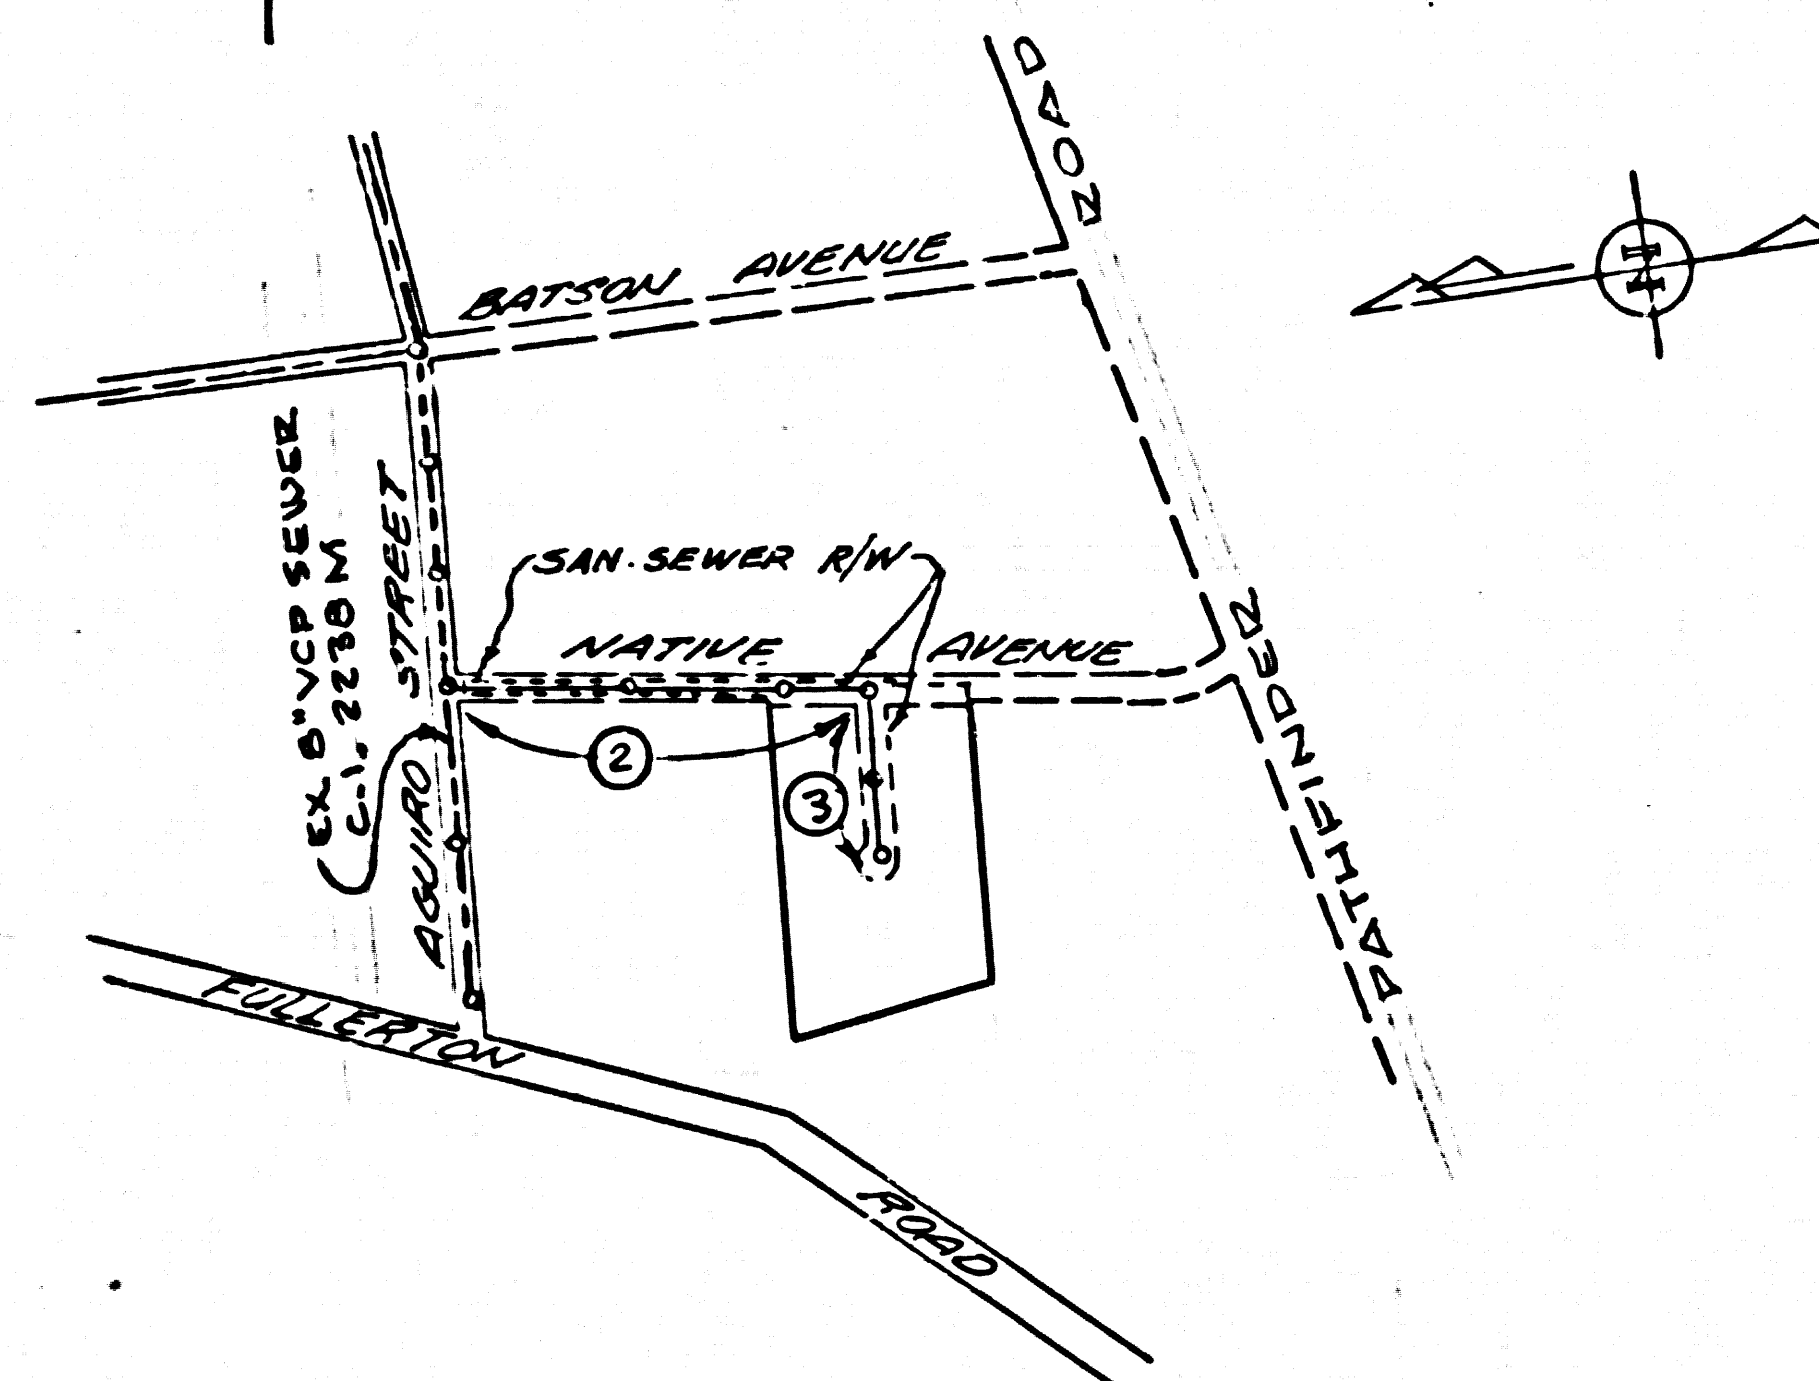 ROAD
BATSON AVENUE
N
EX. 8" VCP SEWER
C.I. 2238 M
AGUIRO STREET
SAN. SEWER R/W
NATIVE AVENUE
2
3
PATHFINDER
FULLERTON
ROAD